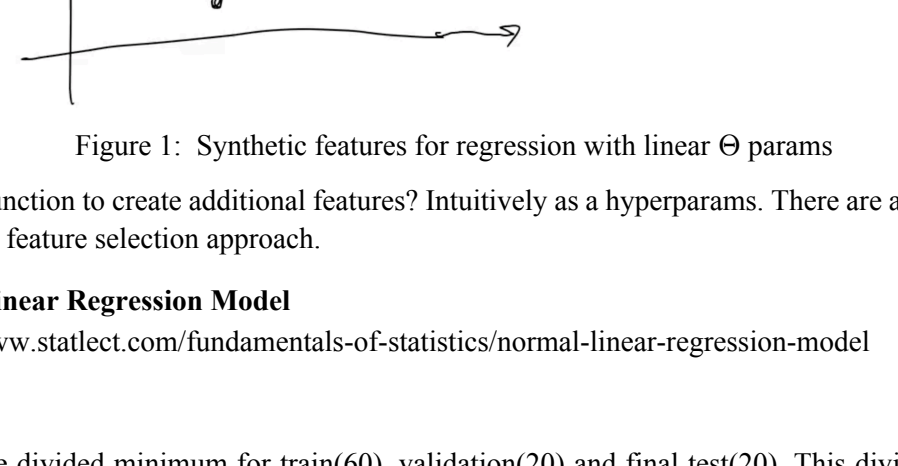 Figure 1: Synthetic features for regression with linear Θ params
unction to create additional features? Intuitively as a hyperparams. There are a
feature selection approach.
inear Regression Model
w.statlect.com/fundamentals-of-statistics/normal-linear-regression-model
e divided minimum for train(60), validation(20) and final test(20). This divi